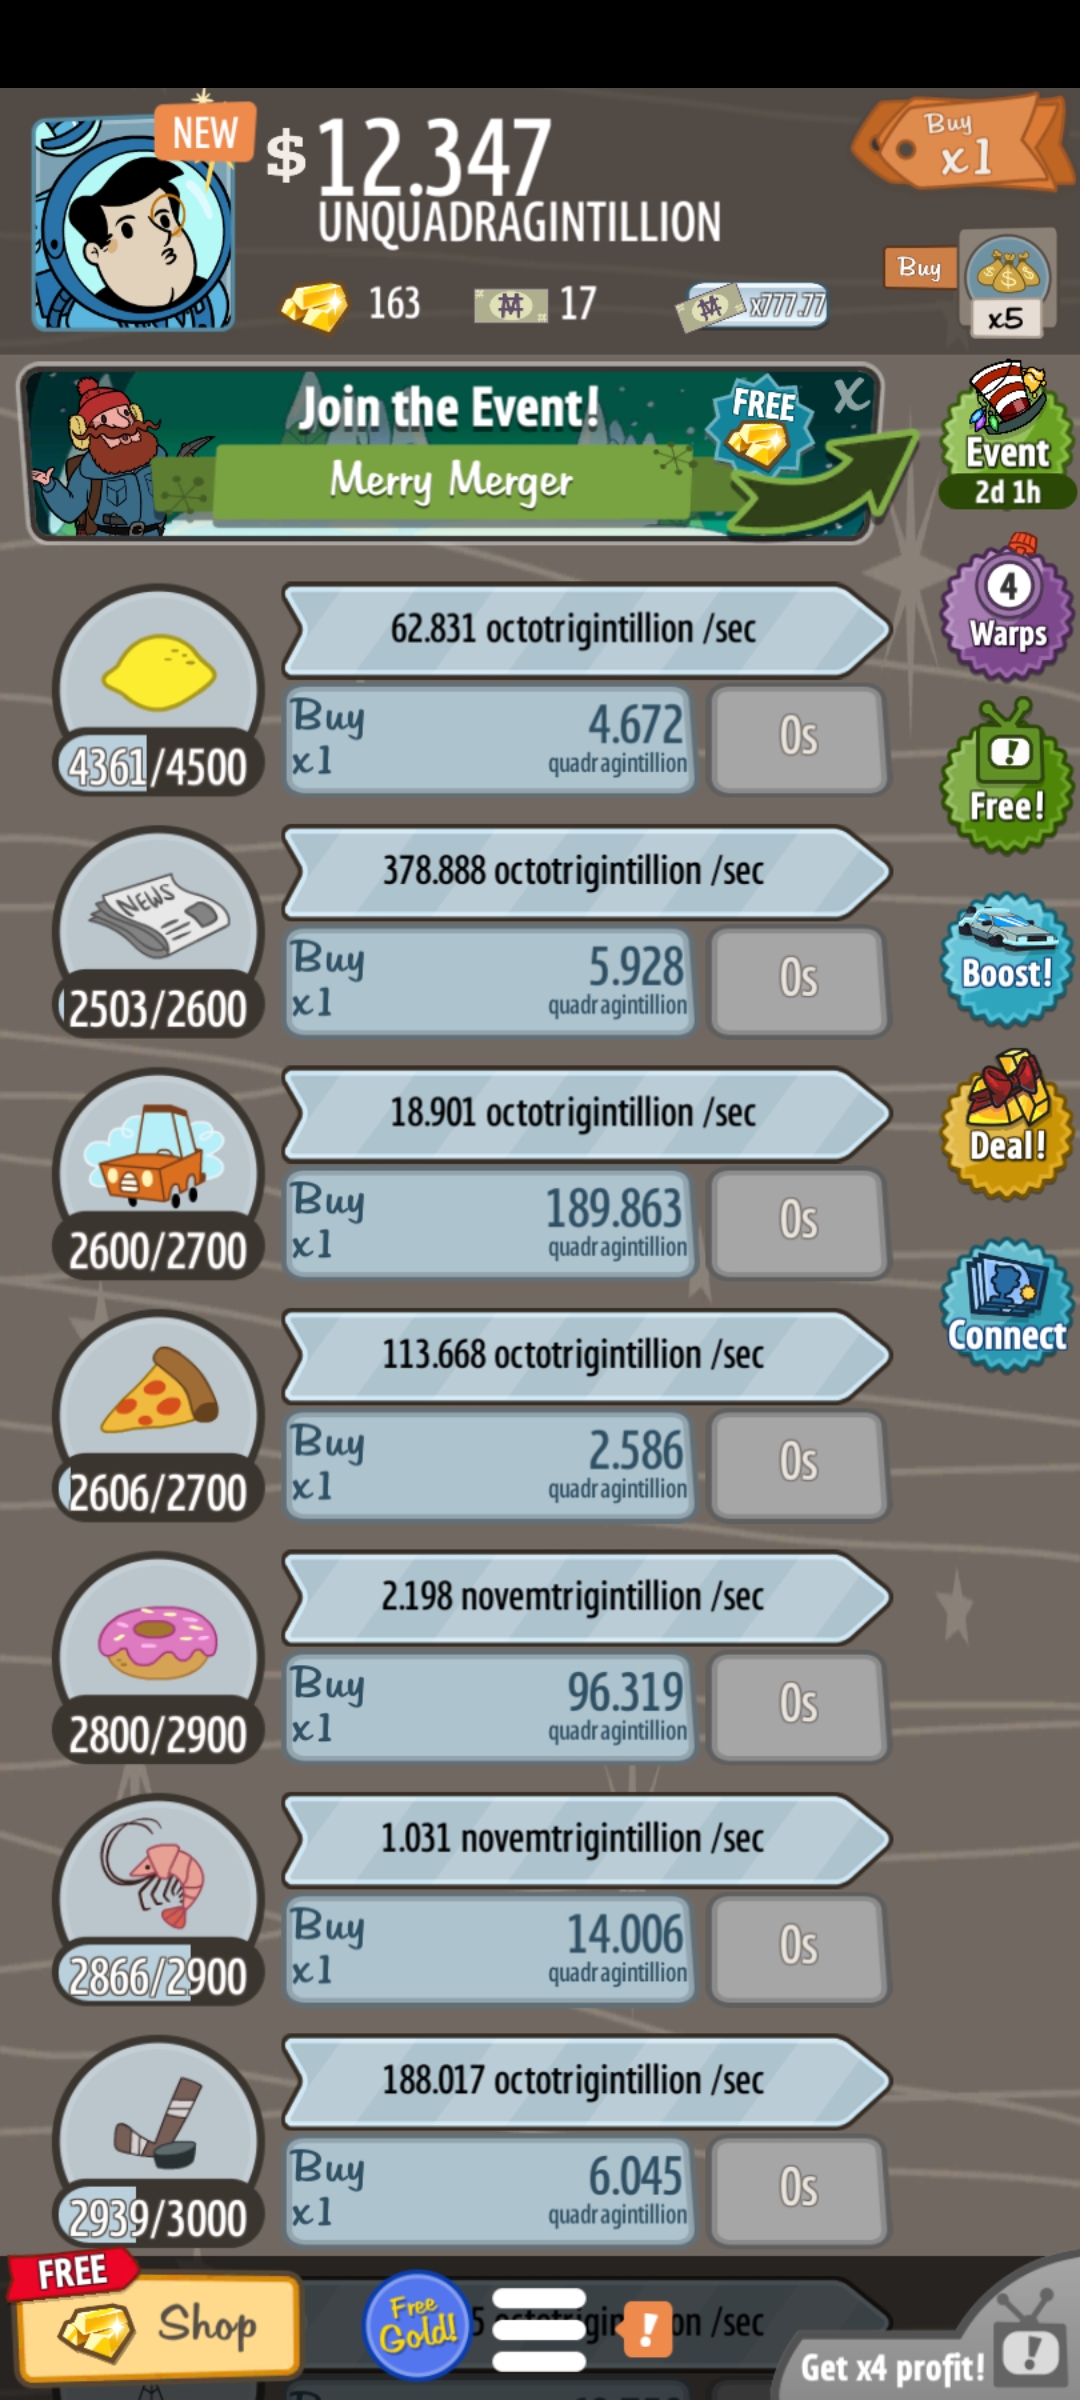 NEW
$12.347
UNQUADRAGINTILLION
Buy
x1
163
17
x777.77
Buy
x5
Join the Event!
Merry Merger
FREE
X
Event
2d 1h
62.831 octotrigintillion /sec
Buy
x1
4.672
quadragintillion
0s
4361/4500
4
Warps
378.888 octotrigintillion /sec
NEWS
Buy
x1
5.928
quadragintillion
0s
2503/2600
!
Free!
Boost!
18.901 octotrigintillion /sec
Buy
x1
189.863
quadragintillion
0s
2600/2700
Deal!
113.668 octotrigintillion /sec
Buy
x1
2.586
quadragintillion
0s
2606/2700
Connect
2.198 novemtrigintillion /sec
Buy
x1
96.319
quadragintillion
0s
2800/2900
1.031 novemtrigintillion /sec
Buy
x1
14.006
quadragintillion
0s
2866/2900
188.017 octotrigintillion /sec
Buy
x1
6.045
quadragintillion
0s
2939/3000
FREE
Shop
Free
Gold!
!
/sec
Get x4 profit!
!
Buy